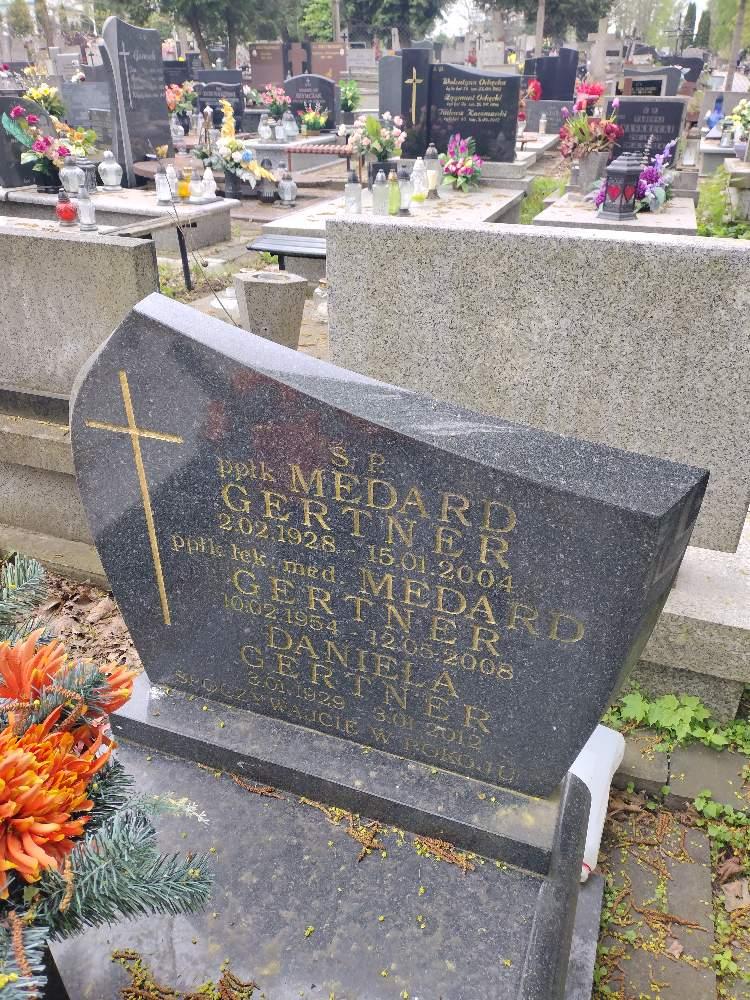 Ś. P.
ppłk MEDARD
GERTNER
2.02.1928 - 15.01.2004
ppłk lek. med. MEDARD
GERTNER
10.02.1954 - 12.05.2008
DANIELA
GERTNER
2.01.1929 - 3.01.2012
SPOCZYWAJCIE W POKOJU